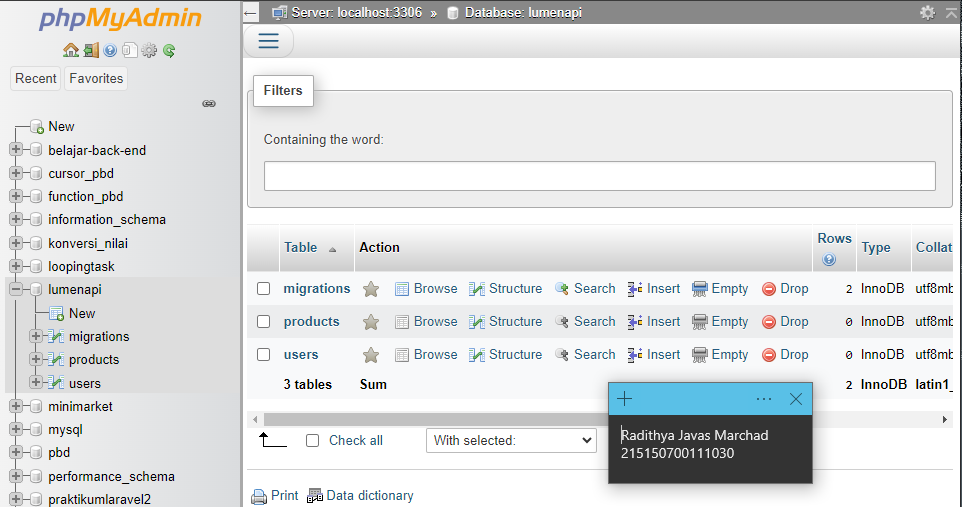 phpMyAdmin
Recent Favorites
New
belajar-back-end
cursor_pbd
function_pbd
information_schema
konversi_nilai
loopingtask
lumenapi
New
migrations
products
users
minimarket
mysql
pbd
performance_schema
praktikumlaravel2
Server: localhost:3306 » Database: lumenapi
Filters
Containing the word:
Table Action Rows Type Collat
migrations Browse Structure Search Insert Empty Drop 2 InnoDB utf8mb
products Browse Structure Search Insert Empty Drop 0 InnoDB utf8mb
users Browse Structure Search Insert Empty Drop 0 InnoDB utf8mb
3 tables Sum 2 InnoDB latin1_
Check all With selected:
Print Data dictionary
Radithya Javas Marchad
215150700111030